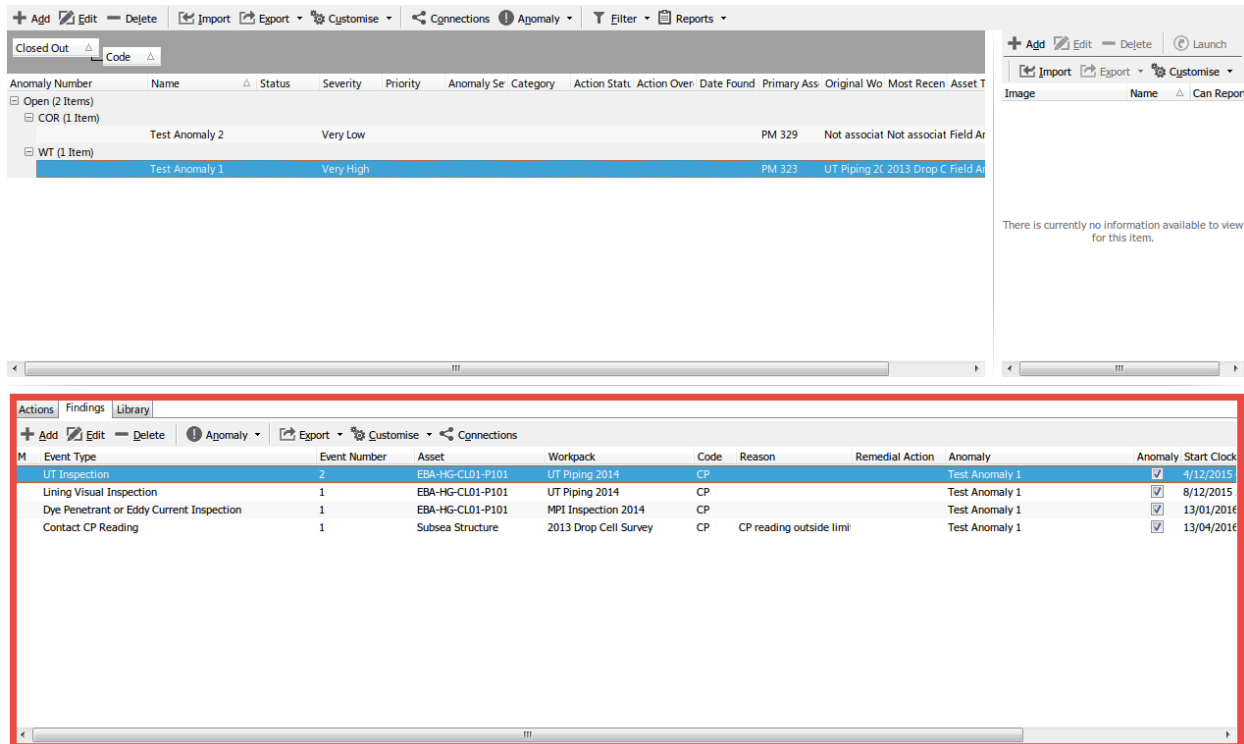 Add Edit Delete Import Export Customise Connections Anomaly Filter Reports
Closed Out
Code
Anomaly Number Name Status Severity Priority Anomaly Se Category Action Statu Action Over Date Found Primary Ass Original Wo Most Recen Asset T
Open (2 Items)
COR (1 Item)
Test Anomaly 2 Very Low PM 329 Not associat Not associat Field Ar
WT (1 Item)
Test Anomaly 1 Very High PM 323 UT Piping 20 2013 Drop C Field Ar
Add Edit Delete Launch
Import Export Customise
Image Name Can Repor
There is currently no information available to view
for this item.
Actions Findings Library
Add Edit Delete Anomaly Export Customise Connections
M Event Type Event Number Asset Workpack Code Reason Remedial Action Anomaly Anomaly Start Clock
UT Inspection 2 EBA-HG-CL01-P101 UT Piping 2014 CP Test Anomaly 1 4/12/2015
Lining Visual Inspection 1 EBA-HG-CL01-P101 UT Piping 2014 CP Test Anomaly 1 8/12/2015
Dye Penetrant or Eddy Current Inspection 1 EBA-HG-CL01-P101 MPI Inspection 2014 CP Test Anomaly 1 13/01/2016
Contact CP Reading 1 Subsea Structure 2013 Drop Cell Survey CP CP reading outside limi Test Anomaly 1 13/04/2016